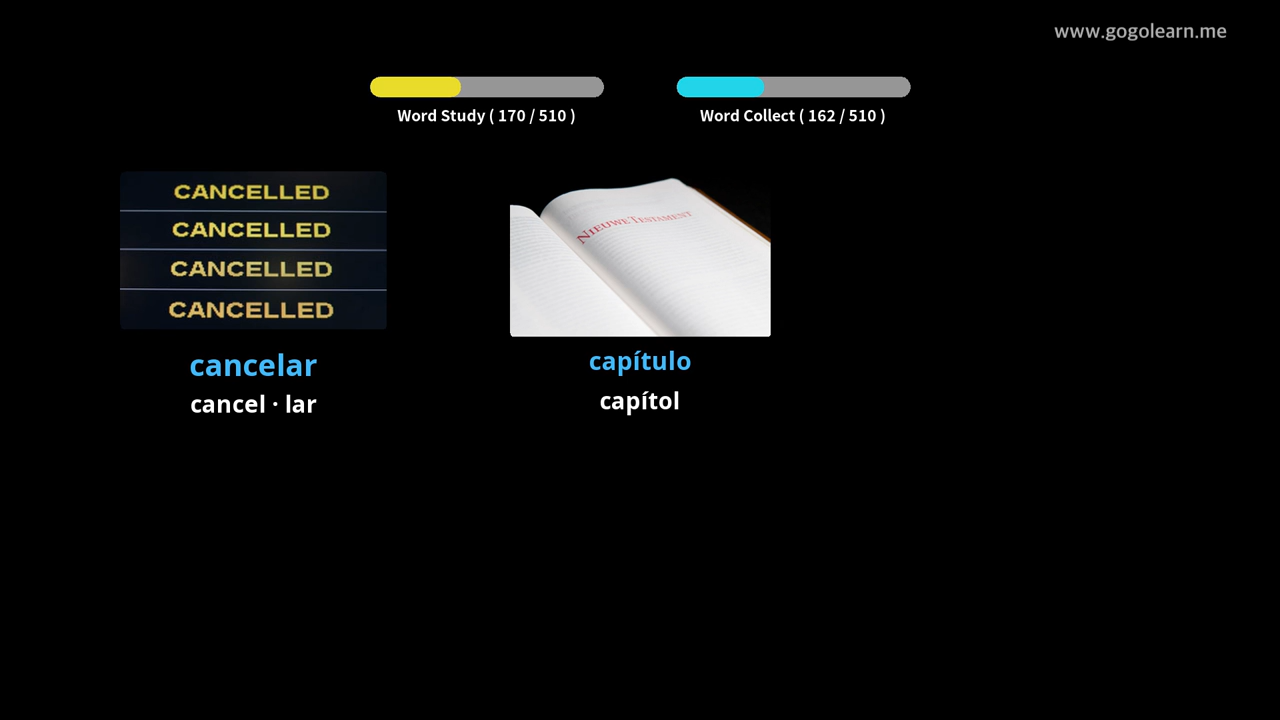 www.gogolearn.me
Word Study ( 170 / 510 )
Word Collect ( 162 / 510 )
CANCELLED
CANCELLED
CANCELLED
CANCELLED
cancelar
cancel · lar
NIEUWE TESTAMENT
capítulo
capítol